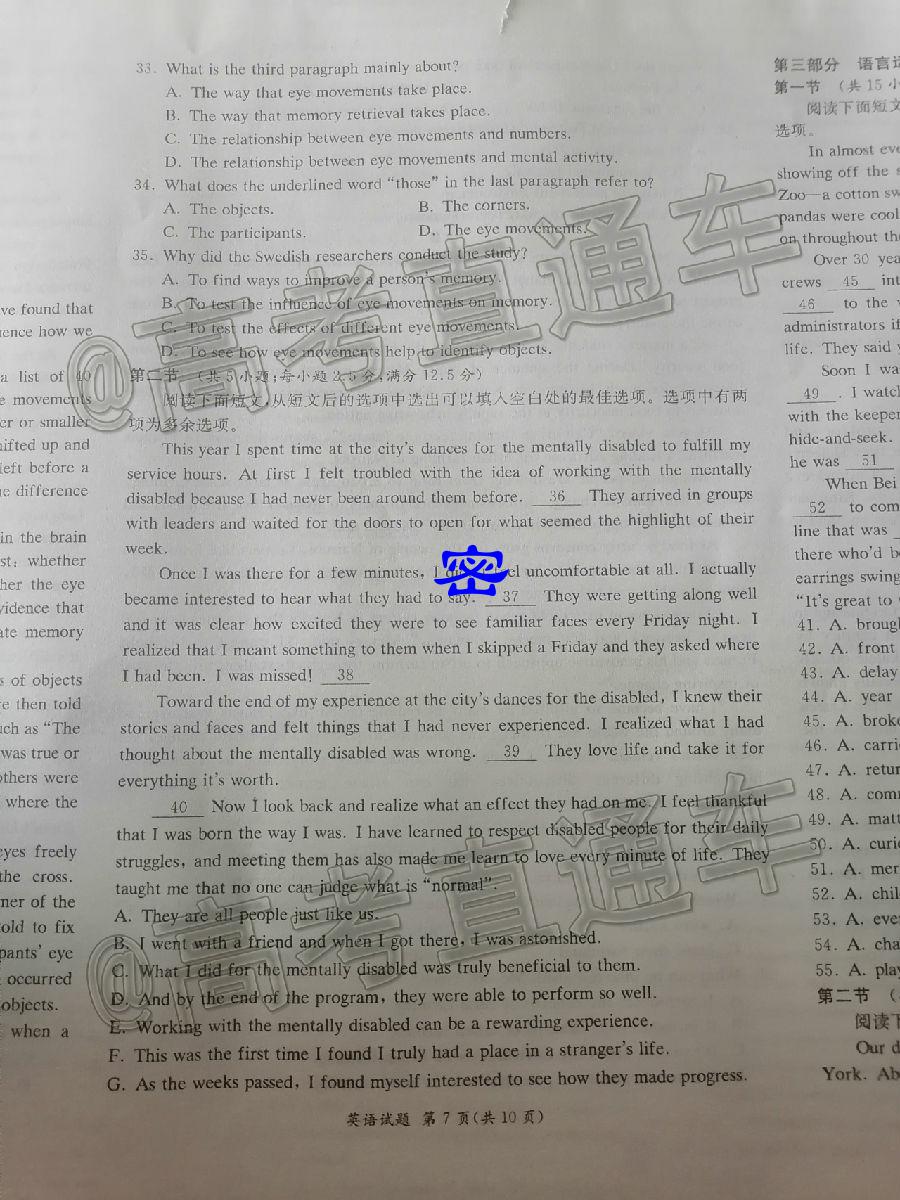 33. What is the third paragraph mainly about?
A. The way that eye movements take place.
B. The way that memory retrieval takes place.
C. The relationship between eye movements and numbers.
D. The relationship between eye movements and mental activity.
34. What does the underlined word “those” in the last paragraph refer to?
A. The objects. B. The corners.
C. The participants. D. The eye movements.
35. Why did the Swedish researchers conduct the study?
A. To find ways to improve a person's memory.
B. To test the influence of eye movements on memory.
C. To test the effects of different eye movements.
D. To see how eye movements help to identify objects.
第二节 (共5小题;每小题2.5分,满分12.5分)
阅读下面短文,从短文后的选项中选出可以填入空白处的最佳选项。选项中有两
项为多余选项。
This year I spent time at the city's dances for the mentally disabled to fulfill my
service hours. At first I felt troubled with the idea of working with the mentally
disabled because I had never been around them before. 36 They arrived in groups
with leaders and waited for the doors to open for what seemed the highlight of their
week.
Once I was there for a few minutes, I uncomfortable at all. I actually
became interested to hear what they had to say. 37 They were getting along well
and it was clear how excited they were to see familiar faces every Friday night. I
realized that I meant something to them when I skipped a Friday and they asked where
I had been. I was missed! 38
Toward the end of my experience at the city's dances for the disabled, I knew their
stories and faces and felt things that I had never experienced. I realized what I had
thought about the mentally disabled was wrong. 39 They love life and take it for
everything it's worth.
40 Now I look back and realize what an effect they had on me. I feel thankful
that I was born the way I was. I have learned to respect disabled people for their daily
struggles, and meeting them has also made me learn to love every minute of life. They
taught me that no one can judge what is “normal”.
A. They are all people just like us.
B. I went with a friend and when I got there, I was astonished.
C. What I did for the mentally disabled was truly beneficial to them.
D. And by the end of the program, they were able to perform so well.
E. Working with the mentally disabled can be a rewarding experience.
F. This was the first time I found I truly had a place in a stranger's life.
G. As the weeks passed, I found myself interested to see how they made progress.
英语试题 第7页(共10页)
密
@高考直通车
@高考直通车
ve found that
ence how we
a list of 40
e movements
er or smaller
ifted up and
left before a
e difference
in the brain
st: whether
her the eye
vidence that
ate memory
s of objects
re then told
ch as “The
was true or
others were
where the
eyes freely
the cross.
ner of the
told to fix
pants' eye
occurred
objects.
when a
第三部分 语言
第一节 (共15小
阅读下面短文
选项。
In almost eve
showing off the s
Zoo—a cotton sw
pandas were cool
on throughout the
Over 30 yea
crews 45 int
46 to the
administrators if
life. They said
Soon I wa
49 . I watch
with the keeper
hide-and-seek.
he was 51
When Bei
52 to com
line that was
there who'd b
earrings swing
“It's great to
41. A. broug
42. A. front
43. A. delay
44. A. year
45. A. broke
46. A. carri
47. A. retur
48. A. com
49. A. matt
50. A. curi
51. A. mer
52. A. chil
53. A. eve
54. A. cha
55. A. play
第二节 (
阅读下
Our d
York. Ab